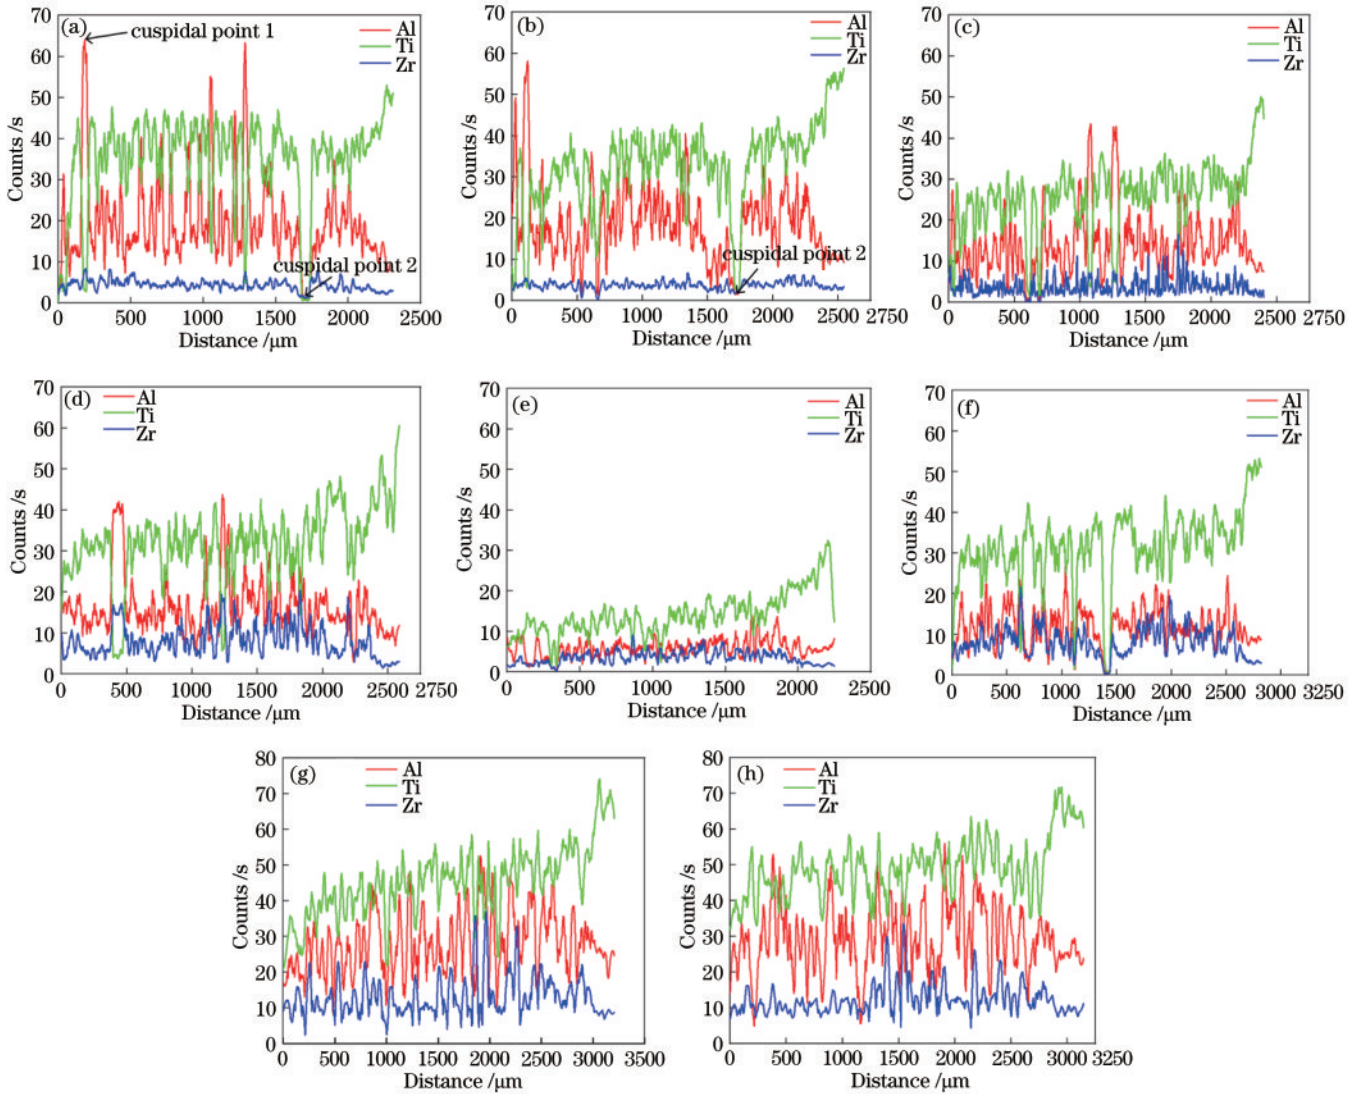 (a)
cuspidal point 1
Al
Ti
Zr
cuspidal point 2
70
60
50
40
30
20
10
0
Counts /s
0 500 1000 1500 2000 2500
Distance /μm
(b)
Al
Ti
Zr
cuspidal point 2
70
60
50
40
30
20
10
0
Counts /s
0 500 1000 1500 2000 2500 2750
Distance /μm
(c)
Al
Ti
Zr
70
60
50
40
30
20
10
0
Counts /s
0 500 1000 1500 2000 2500 2750
Distance /μm
(d)
Al
Ti
Zr
70
60
50
40
30
20
10
0
Counts /s
0 500 1000 1500 2000 2500 2750
Distance /μm
(e)
Al
Ti
Zr
70
60
50
40
30
20
10
0
Counts /s
0 500 1000 1500 2000 2500
Distance /μm
(f)
Al
Ti
Zr
70
60
50
40
30
20
10
0
Counts /s
0 500 1000 1500 2000 2500 3000 3250
Distance /μm
(g)
Al
Ti
Zr
80
70
60
50
40
30
20
10
0
Counts /s
0 500 1000 1500 2000 2500 3000 3500
Distance /μm
(h)
Al
Ti
Zr
80
70
60
50
40
30
20
10
0
Counts /s
0 500 1000 1500 2000 2500 3000 3250
Distance /μm